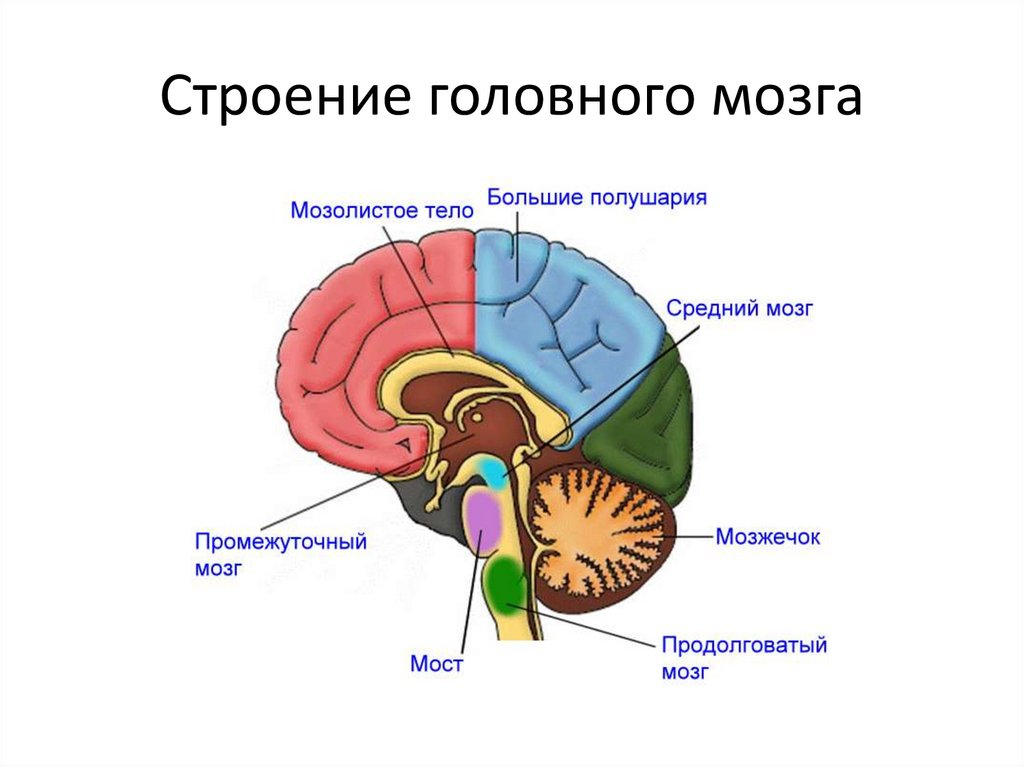 Строение головного мозга
Большие полушария
Мозолистое тело
Средний мозг
Промежуточный
мозг
Мозжечок
Мост
Продолговатый
мозг